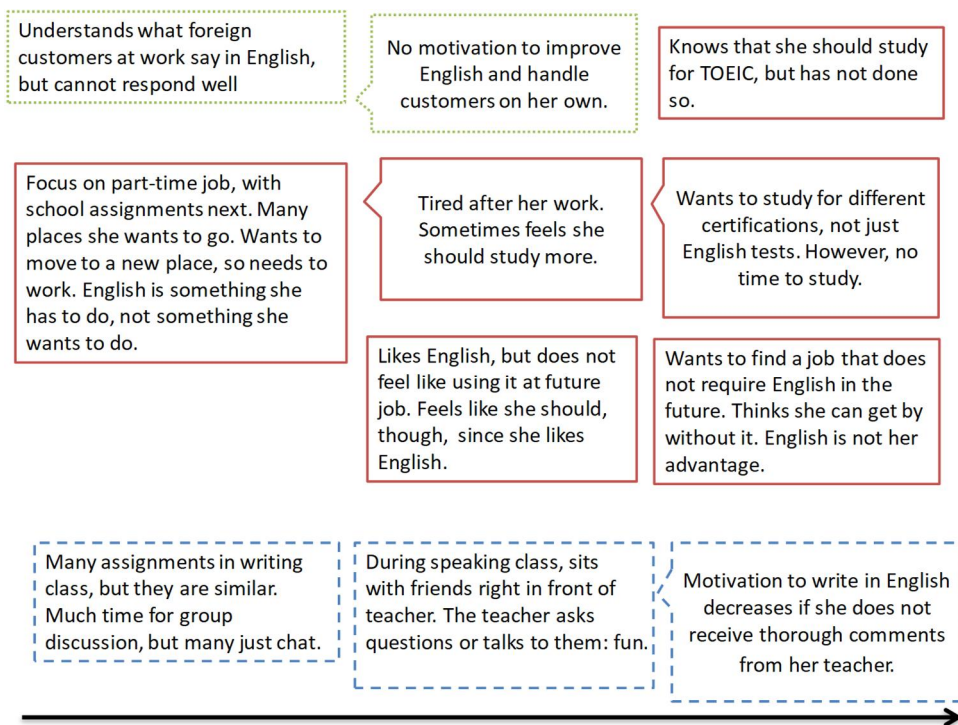 Understands what foreign
customers at work say in English,
but cannot respond well
No motivation to improve
English and handle
customers on her own.
Knows that she should study
for TOEIC, but has not done
so.
Focus on part-time job, with
school assignments next. Many
places she wants to go. Wants to
move to a new place, so needs to
work. English is something she
has to do, not something she
wants to do.
Tired after her work.
Sometimes feels she
should study more.
Wants to study for different
certifications, not just
English tests. However, no
time to study.
Likes English, but does not
feel like using it at future
job. Feels like she should,
though, since she likes
English.
Wants to find a job that does
not require English in the
future. Thinks she can get by
without it. English is not her
advantage.
Many assignments in writing
class, but they are similar.
Much time for group
discussion, but many just chat.
During speaking class, sits
with friends right in front of
teacher. The teacher asks
questions or talks to them: fun.
Motivation to write in English
decreases if she does not
receive thorough comments
from her teacher.